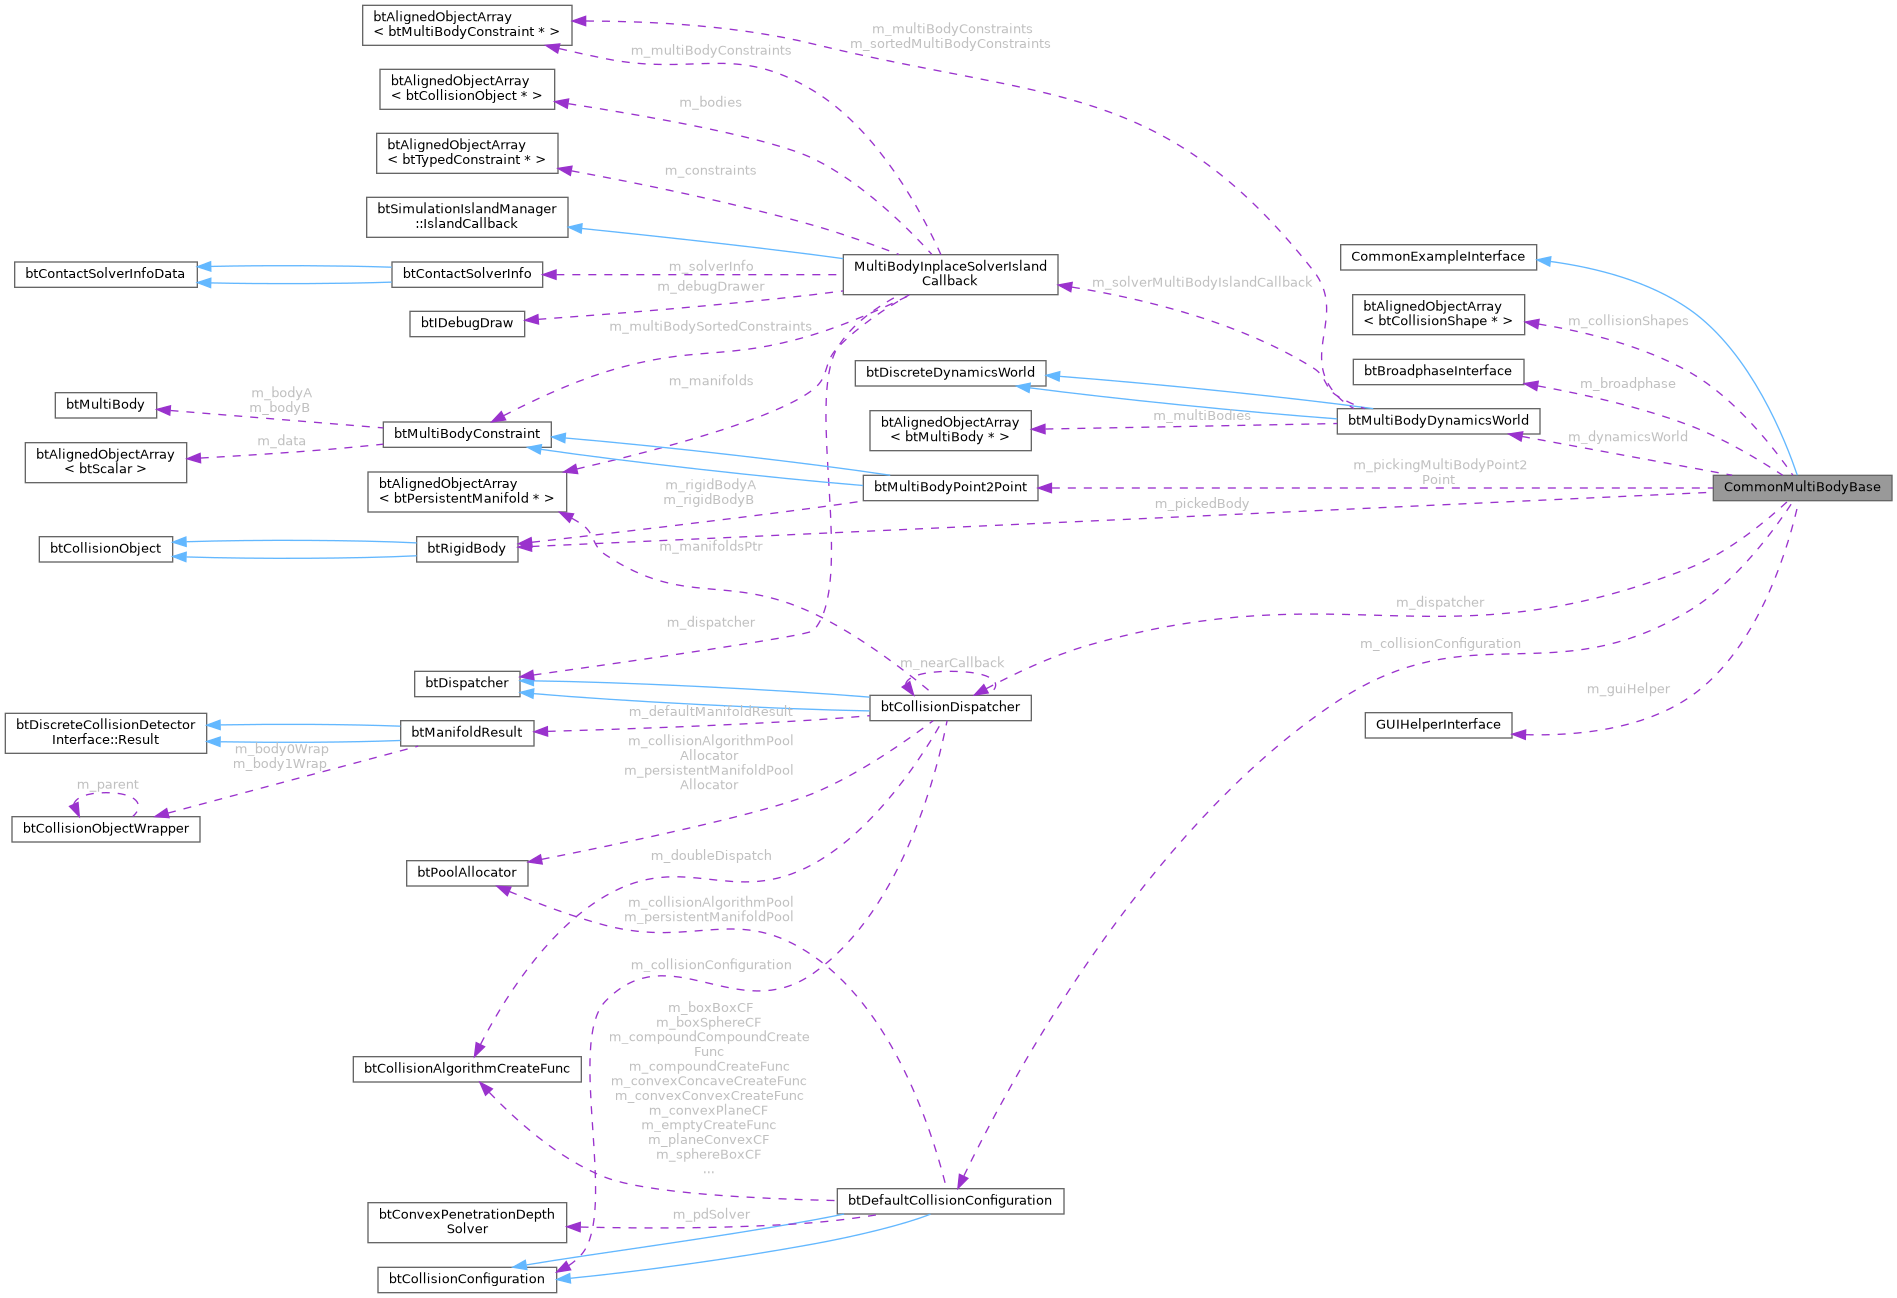 btAlignedObjectArray
< btMultiBodyConstraint * >
m_multiBodyConstraints
m_sortedMultiBodyConstraints
m_multiBodyConstraints
btAlignedObjectArray
< btCollisionObject * >
m_bodies
btAlignedObjectArray
< btTypedConstraint * >
m_constraints
btSimulationIslandManager
::IslandCallback
btContactSolverInfoData
btContactSolverInfo
m_solverInfo
m_debugDrawer
MultiBodyInplaceSolverIsland
Callback
m_solverMultiBodyIslandCallback
CommonExampleInterface
btIDebugDraw
m_multiBodySortedConstraints
btAlignedObjectArray
< btCollisionShape * >
m_collisionShapes
btDiscreteDynamicsWorld
btBroadphaseInterface
m_broadphase
m_manifolds
btMultiBody
m_bodyA
m_bodyB
btMultiBodyConstraint
btAlignedObjectArray
< btMultiBody * >
m_multiBodies
btMultiBodyDynamicsWorld
m_dynamicsWorld
btAlignedObjectArray
< btScalar >
m_data
btAlignedObjectArray
< btPersistentManifold * >
m_rigidBodyA
m_rigidBodyB
btMultiBodyPoint2Point
m_pickingMultiBodyPoint2
Point
CommonMultiBodyBase
m_pickedBody
btCollisionObject
btRigidBody
m_manifoldsPtr
m_dispatcher
m_dispatcher
m_collisionConfiguration
m_nearCallback
btDispatcher
btCollisionDispatcher
m_guiHelper
GUIHelperInterface
btDiscreteCollisionDetector
Interface::Result
btManifoldResult
m_defaultManifoldResult
m_body0Wrap
m_body1Wrap
m_collisionAlgorithmPool
Allocator
m_persistentManifoldPool
Allocator
m_parent
btCollisionObjectWrapper
btPoolAllocator
m_doubleDispatch
m_collisionAlgorithmPool
m_persistentManifoldPool
m_collisionConfiguration
m_boxBoxCF
m_boxSphereCF
m_compoundCompoundCreate
Func
m_compoundCreateFunc
m_convexConcaveCreateFunc
m_convexConvexCreateFunc
m_convexPlaneCF
m_emptyCreateFunc
m_planeConvexCF
m_sphereBoxCF
...
btCollisionAlgorithmCreateFunc
btDefaultCollisionConfiguration
btConvexPenetrationDepth
Solver
m_pdSolver
btCollisionConfiguration